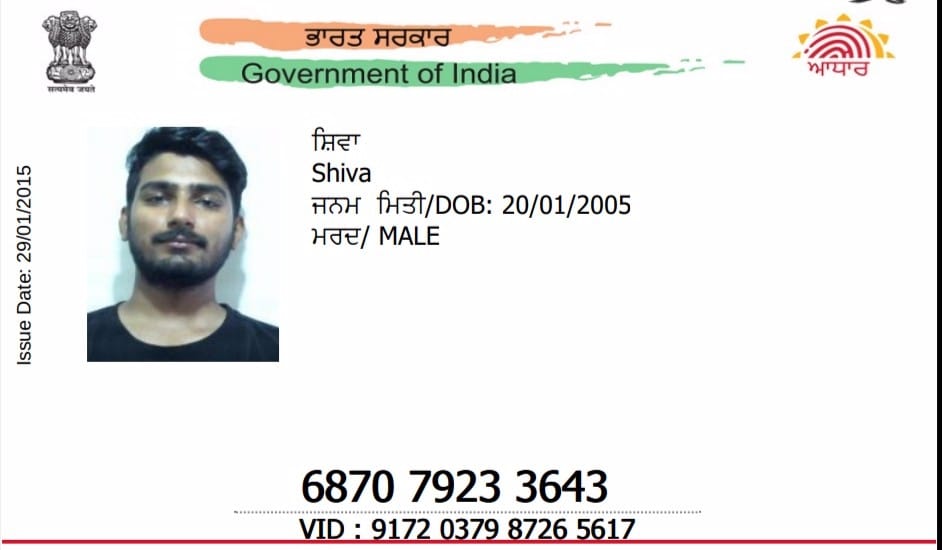 ਭਾਰਤ ਸਰਕਾਰ
Government of India
सत्यमेव जयते
ਆਧਾਰ
Issue Date: 29/01/2015
ਸ਼ਿਵਾ
Shiva
ਜਨਮ ਮਿਤੀ/DOB: 20/01/2005
ਮਰਦ/ MALE
6870 7923 3643
VID : 9172 0379 8726 5617